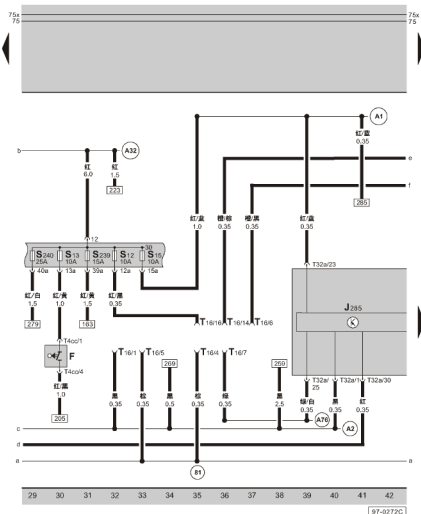 75x 75x
75 75
A1
红/蓝
0.35
b
A32
红 红
6.0 1.5
223
e
f
285
红/蓝 橙/棕 橙/黑 红/蓝
1.0 0.35 0.35 0.35
12
30
S240 S13 S239 S12 S15
25A 10A 15A 10A 10A
40a 13a 39a 12a 15a
T32a/23
红/白 红/黄 红/黄 红/黑
1.5 1.0 1.5 0.35
279 163
J285
K
T16/16 T16/14 T16/6
T4cc/1
F
T4cc/4
T16/1 T16/5 T16/4 T16/7
269 259
T32a/25 T32a/1 T32a/30
红/黑
1.0
黑 棕 黑 棕 绿 黑 绿/白 黑 红
0.35 0.35 0.5 0.35 0.35 2.5 0.35 0.35 0.35
205
A76
c
A2
d
a a
81
29 30 31 32 33 34 35 36 37 38 39 40 41 42
97-0272C